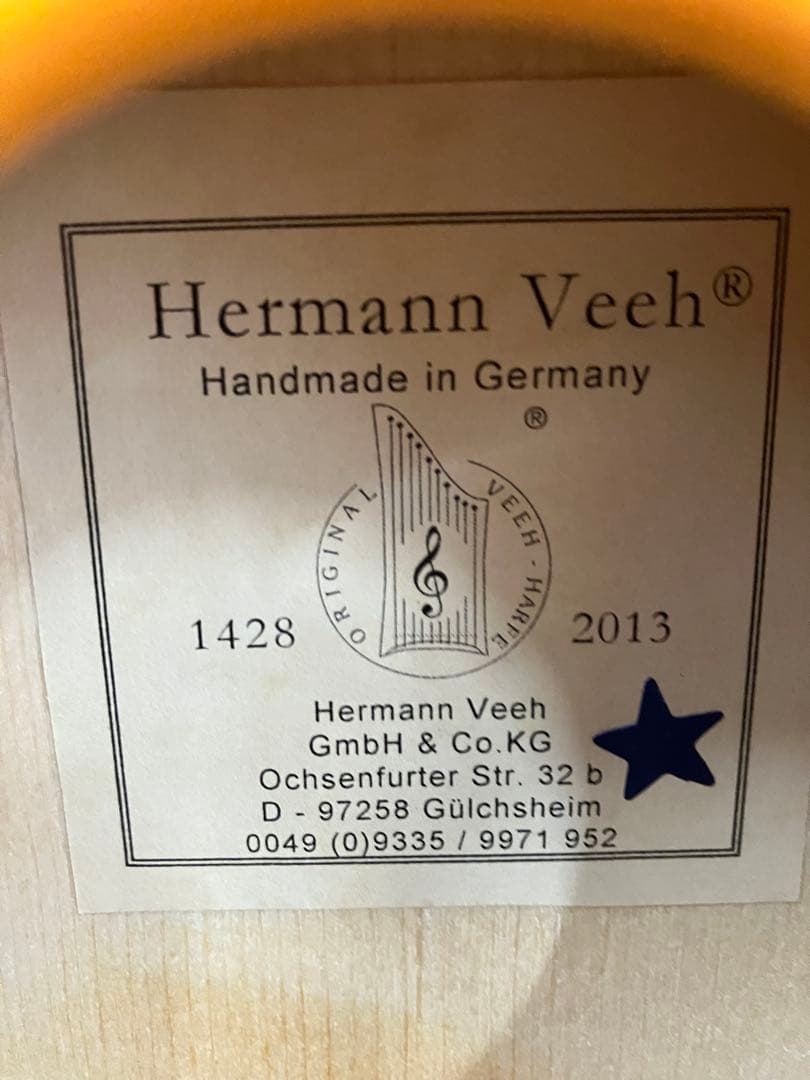 Hermann Veeh®
Handmade in Germany
®
ORIGINAL VEEH-HARFE
1428
2013
Hermann Veeh
GmbH & Co.KG
Ochsenfurter Str. 32 b
D - 97258 Gülchsheim
0049 (0)9335 / 9971 952